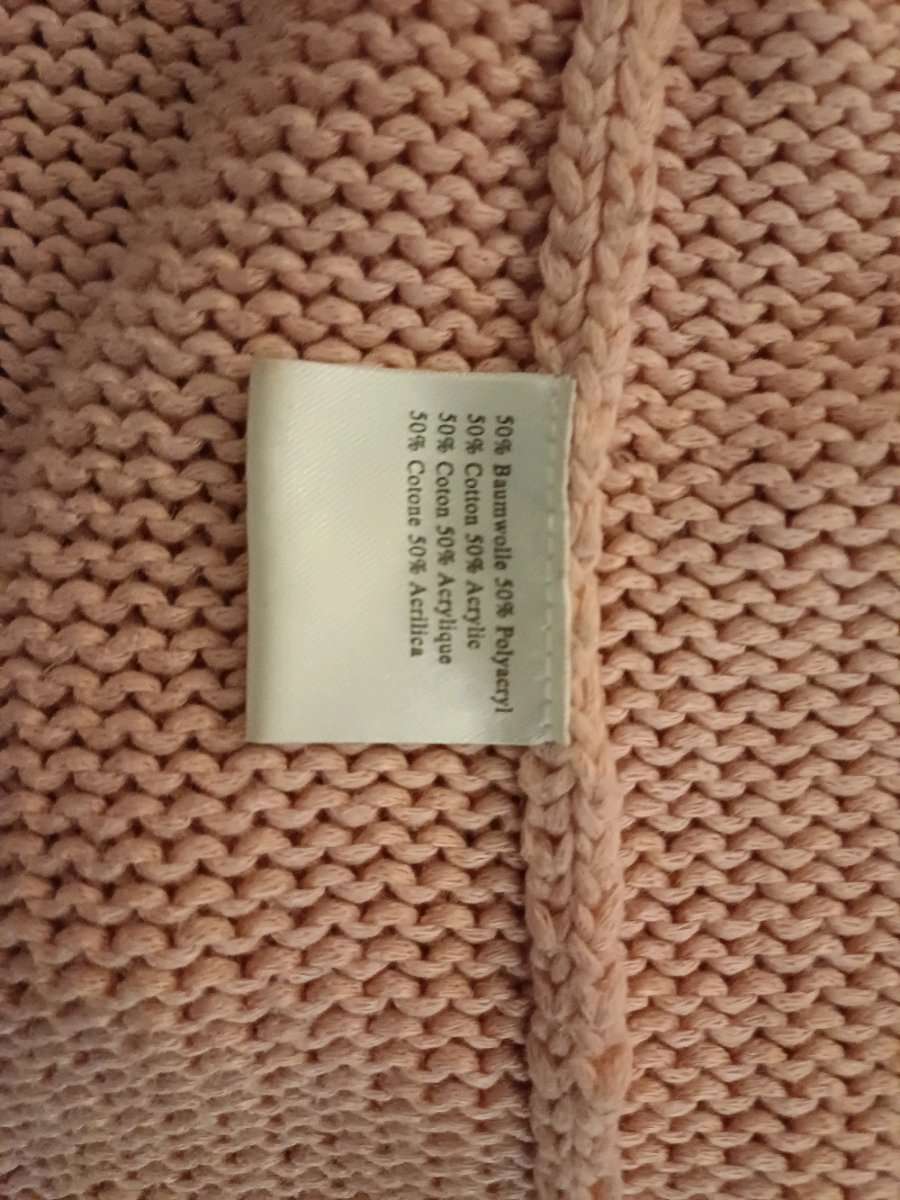 50% Baumwolle 50% Polyacryl
50% Cotton 50% Acrylic
50% Coton 50% Acrylique
50% Cotone 50% Acrilica